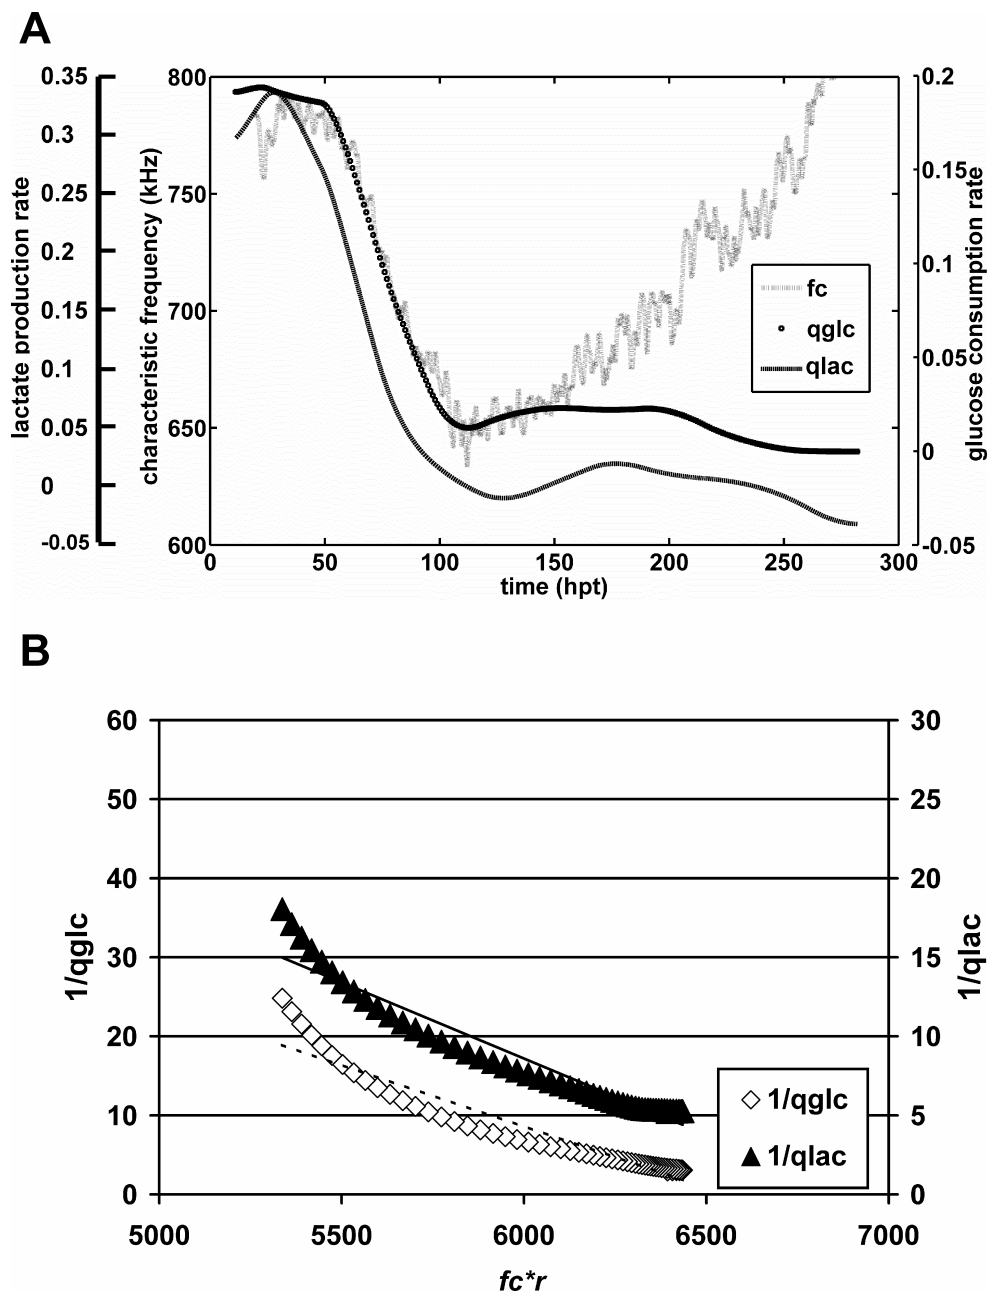 A
0.35
0.3
0.25
0.2
0.15
0.1
0.05
0
-0.05
lactate production rate
800
750
700
650
600
characteristic frequency (kHz)
0.2
0.15
0.1
0.05
0
-0.05
glucose consumption rate
fc
qglc
qlac
0 50 100 150 200 250 300
time (hpt)
B
60
50
40
30
20
10
0
1/qglc
30
25
20
15
10
5
0
1/qlac
1/qglc
1/qlac
5000 5500 6000 6500 7000
fc*r